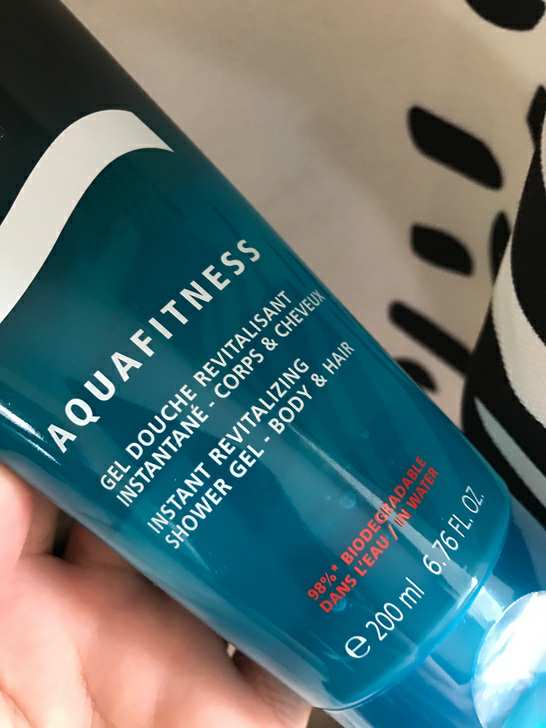 AQUAFITNESS
GEL DOUCHE REVITALISANT
INSTANTANÉ - CORPS & CHEVEUX
INSTANT REVITALIZING
SHOWER GEL - BODY & HAIR
98%* BIODEGRADABLE
DANS L'EAU / IN WATER
℮ 200 ml 6.76 FL. OZ.